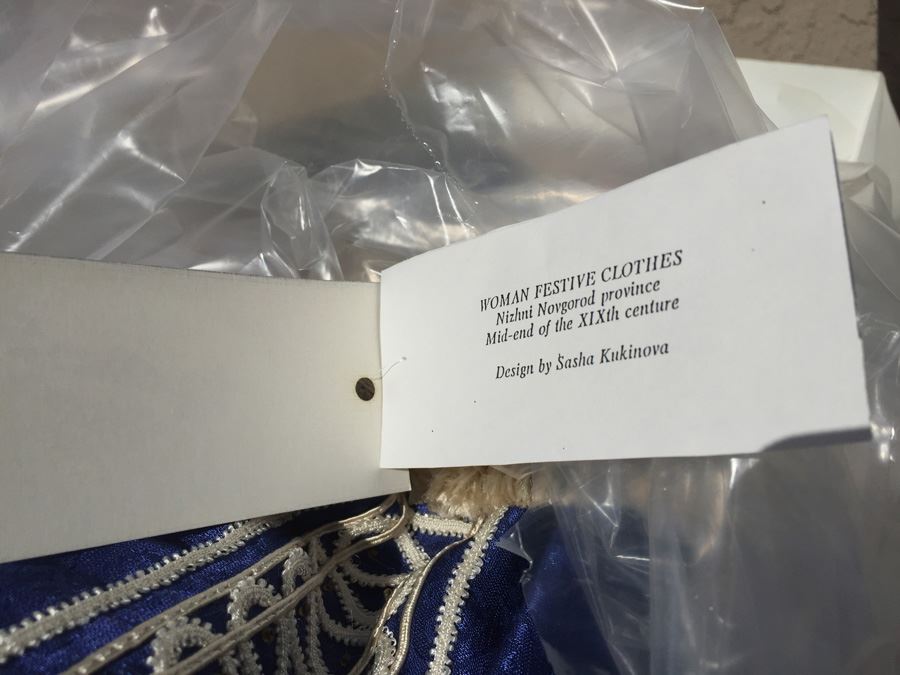 WOMAN FESTIVE CLOTHES
Nizhni Novgorod province
Mid-end of the XIXth centure
Design by Sasha Kukinova